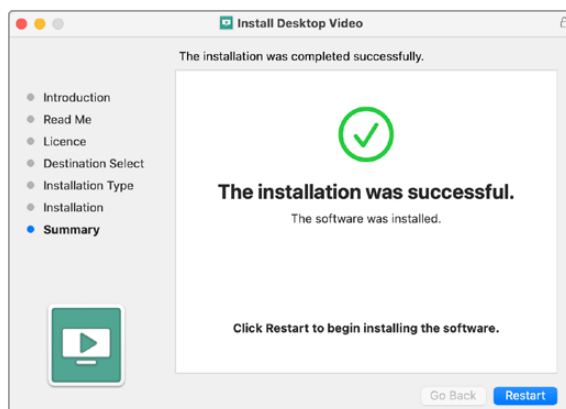 Install Desktop Video
The installation was completed successfully.
Introduction
Read Me
Licence
Destination Select
Installation Type
Installation
Summary
The installation was successful.
The software was installed.
Click Restart to begin installing the software.
Go Back
Restart